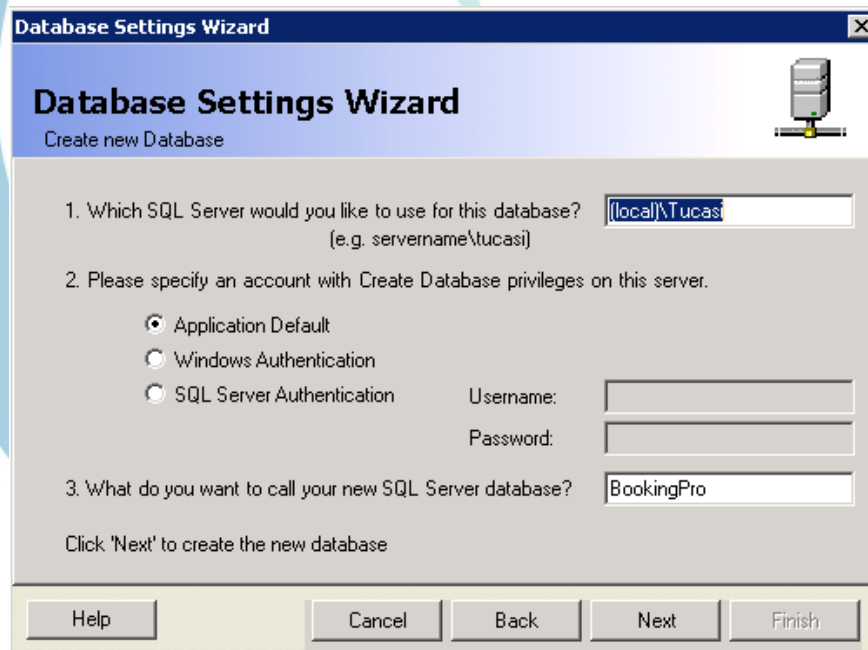 Database Settings Wizard
Database Settings Wizard
Create new Database
1. Which SQL Server would you like to use for this database? (local)\Tucasi
(e.g. servername\tucasi)
2. Please specify an account with Create Database privileges on this server.
Application Default
Windows Authentication
SQL Server Authentication Username:
Password:
3. What do you want to call your new SQL Server database? BookingPro
Click 'Next' to create the new database
Help Cancel Back Next Finish